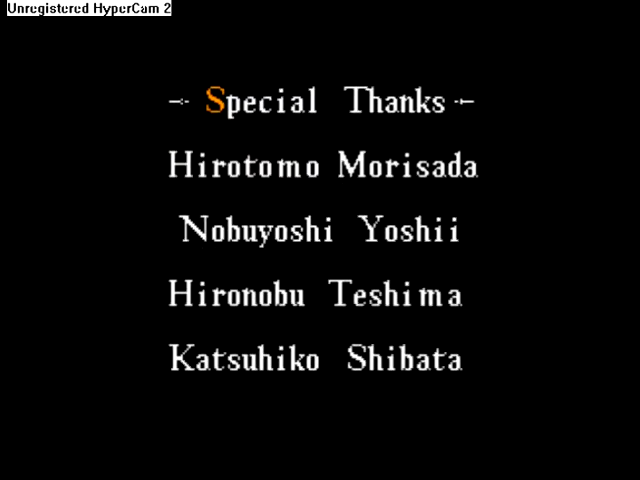 Unregistered HyperCam 2
Special Thanks
Hirotomo Morisada
Nobuyoshi Yoshii
Hironobu Teshima
Katsuhiko Shibata